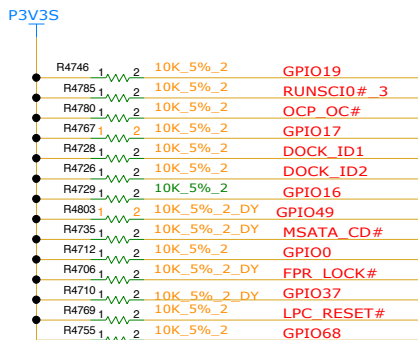 P3V3S
R4746 1 2 10K_5%_2 GPIO19
R4785 1 2 10K_5%_2 RUNSCI0#_3
R4780 1 2 10K_5%_2 OCP_OC#
R4767 1 2 10K_5%_2 GPIO17
R4728 1 2 10K_5%_2 DOCK_ID1
R4726 1 2 10K_5%_2 DOCK_ID2
R4729 1 2 10K_5%_2 GPIO16
R4803 1 2 10K_5%_2_DY GPIO49
R4735 1 2 10K_5%_2_DY MSATA_CD#
R4712 1 2 10K_5%_2 GPIO0
R4706 1 2 10K_5%_2_DY FPR_LOCK#
R4710 1 2 10K_5%_2_DY GPIO37
R4769 1 2 10K_5%_2 LPC_RESET#
R4755 1 2 10K_5%_2 GPIO68